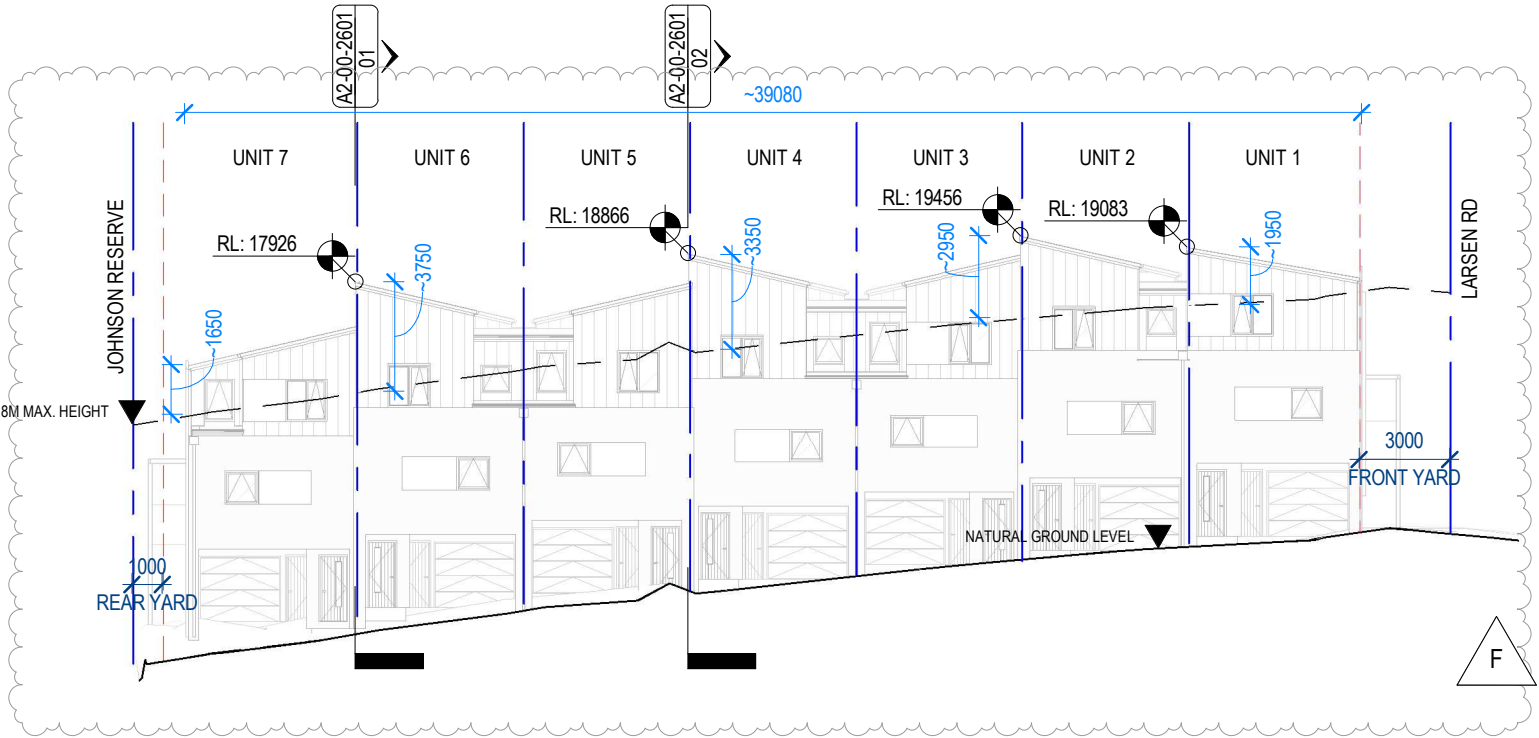 A2-00-2601
01
A2-00-2601
02
~39080
UNIT 7
UNIT 6
UNIT 5
UNIT 4
UNIT 3
UNIT 2
UNIT 1
JOHNSON RESERVE
LARSEN RD
RL: 17926
RL: 18866
RL: 19456
RL: 19083
~1650
~3750
~3350
~2950
~1950
8M MAX. HEIGHT
3000
FRONT YARD
NATURAL GROUND LEVEL
1000
REAR YARD
F